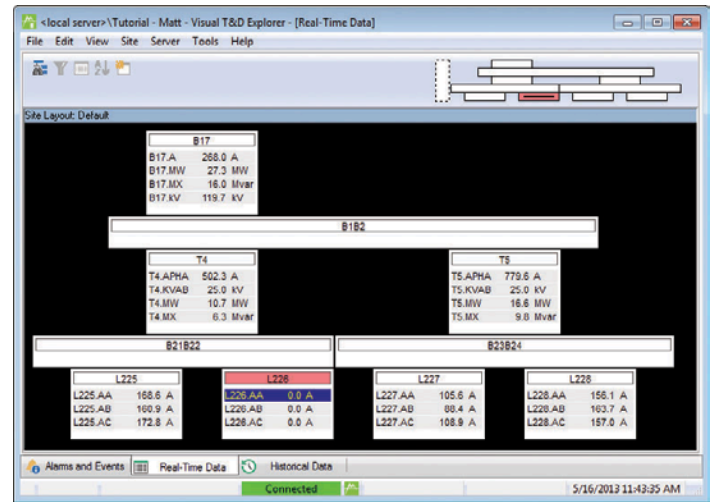 <local server>\Tutorial - Matt - Visual T&D Explorer - [Real-Time Data]
File Edit View Site Server Tools Help
Site Layout: Default
B17
B17.A 268.0 A
B17.MW 27.3 MW
B17.MX 16.0 Mvar
B17.kV 119.7 kV
B1B2
T4
T4.APHA 502.3 A
T4.KVAB 25.0 kV
T4.MW 10.7 MW
T4.MX 6.3 Mvar
T5
T5.APHA 779.6 A
T5.KVAB 25.0 kV
T5.MW 16.6 MW
T5.MX 9.8 Mvar
B21B22
B23B24
L225
L225.AA 168.6 A
L225.AB 160.9 A
L225.AC 172.8 A
L226
L226.AA 0.0 A
L226.AB 0.0 A
L226.AC 0.0 A
L227
L227.AA 105.6 A
L227.AB 88.4 A
L227.AC 108.9 A
L228
L228.AA 156.1 A
L228.AB 163.7 A
L228.AC 157.0 A
Alarms and Events Real-Time Data Historical Data
Connected 5/16/2013 11:43:35 AM